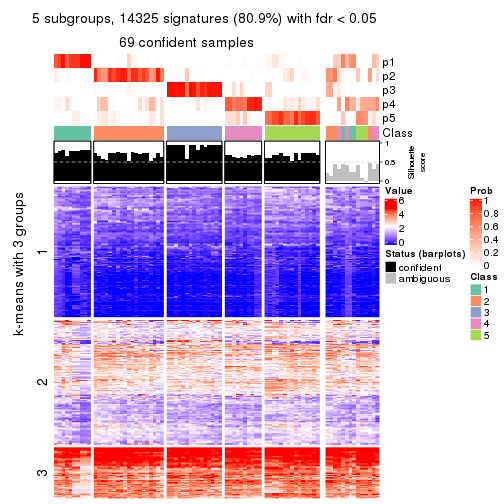 5 subgroups, 14325 signatures (80.9%) with fdr < 0.05
69 confident samples
p1
p2
p3
p4
p5
Class
1
0.5
0
Silhouette
score
k-means with 3 groups
1
2
3
Value
6
4
2
0
Status (barplots)
confident
ambiguous
Prob
1
0.8
0.6
0.4
0.2
0
Class
1
2
3
4
5